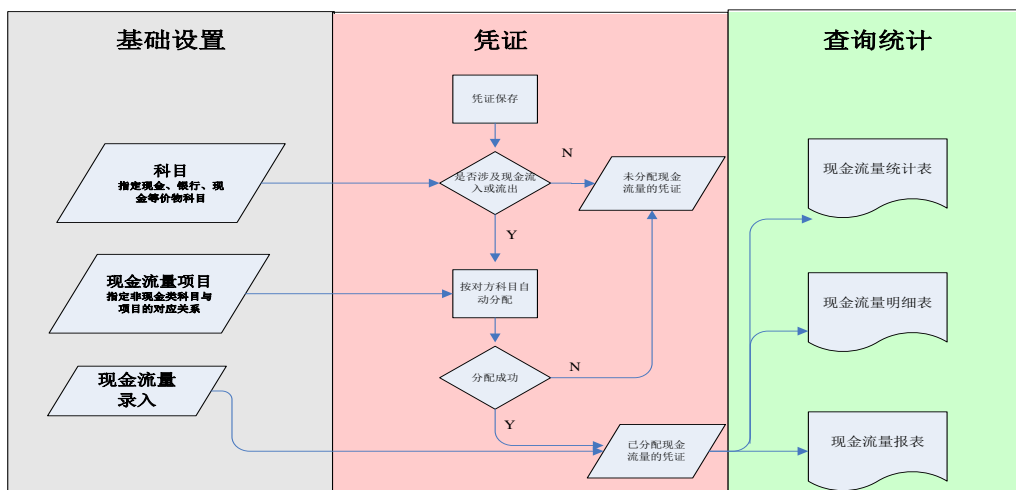 基础设置
凭证
查询统计
科目
指定现金、银行、现
金等价物科目
现金流量项目
指定非现金类科目与
项目的对应关系
现金流量
录入
凭证保存
是否涉及现金流
入或流出
N
未分配现金
流量的凭证
Y
按对方科目自
动分配
分配成功
N
Y
已分配现金
流量的凭证
现金流量统计表
现金流量明细表
现金流量报表